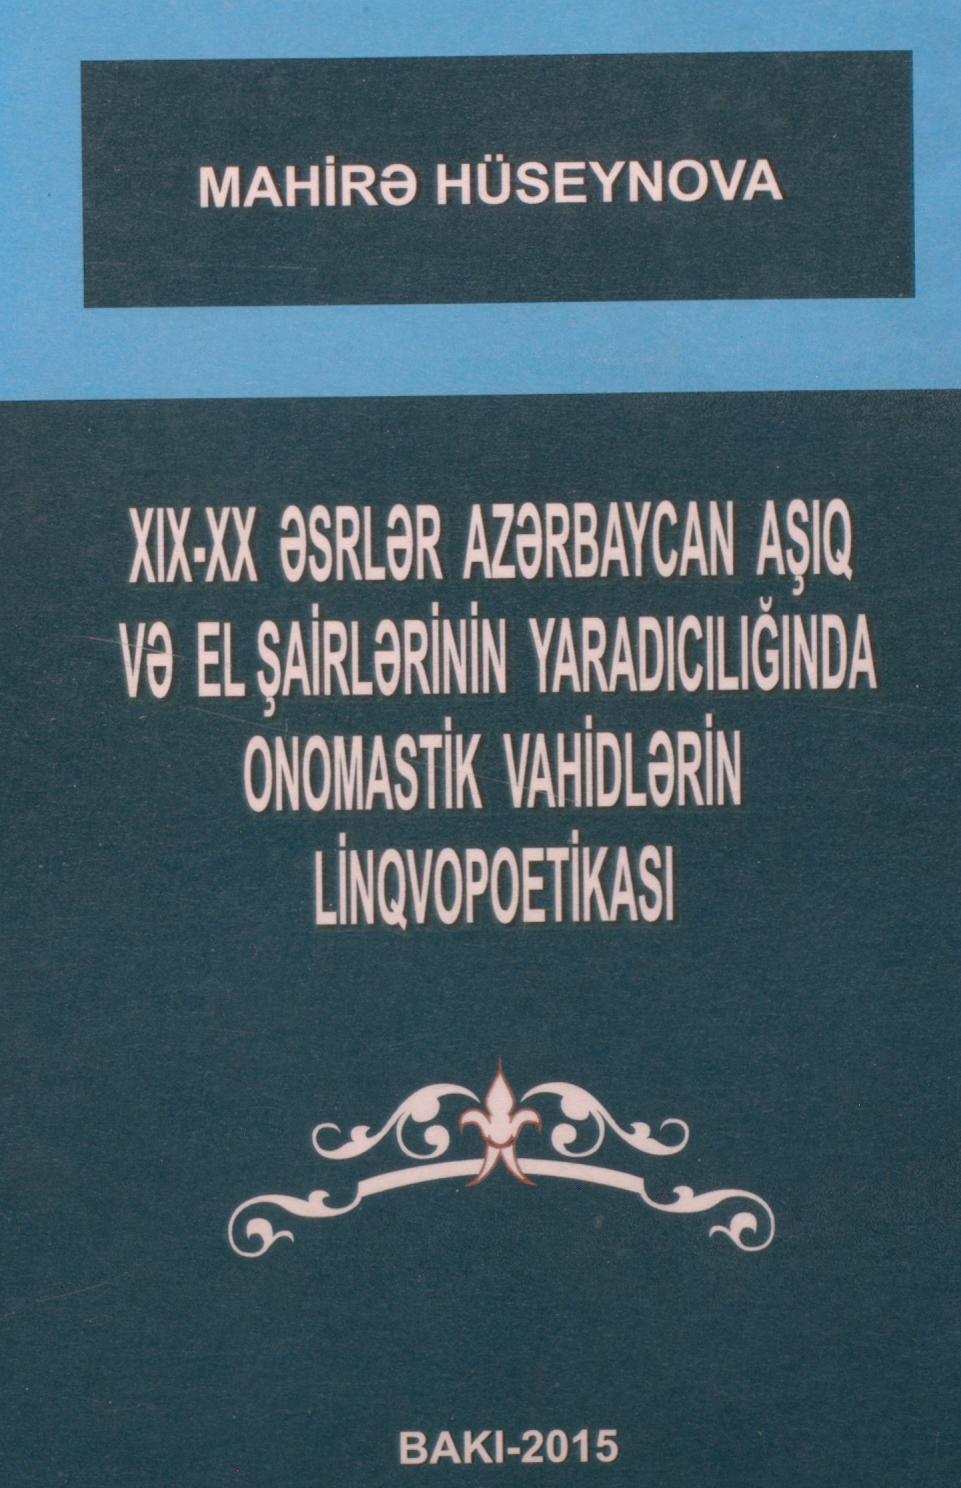 MAHİRƏ HÜSEYNOVA
XIX-XX ƏSRLƏR AZƏRBAYCAN AŞIQ
VƏ EL ŞAİRLƏRİNİN YARADICILIĞINDA
ONOMASTİK VAHİDLƏRİN
LİNQVOPOETİKASI
BAKI-2015